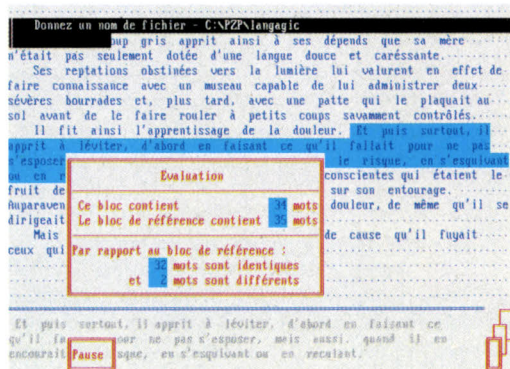 Donnez un nom de fichier - C:\PZP\langagic
oup gris apprit ainsi à ses dépends que sa mère
n'était pas seulement dotée d'une langue douce et caréssante.
Ses reptations obstinées vers la lumière lui valurent en effet de
faire connaissance avec un museau capable de lui administrer deux
sévères bourrades et, plus tard, avec une patte qui le plaquait au
sol avant de le faire rouler à petits coups savamment contrôlés.
Il fit ainsi l'apprentissage de la douleur. Et puis surtout, il
apprit à léviter, d'abord en faisant ce qu'il fallait pour ne pas
s'esposer le risque, en s'esquivant
ou en r conscientes qui étaient le
fruit de sur son entourage.
Auparaven douleur, de même qu'il se
dirigeait
Mais de cause qu'il fuyait
ceux qui
Evaluation
Ce bloc contient 34 mots
Le bloc de référence contient 35 mots
Par rapport au bloc de référence :
32 mots sont identiques
et 2 mots sont différents
Et puis surtout, il apprit à léviter, d'abord en faisant ce
qu'il fa pour ne pas s'esposer, mais aussi, quand il en
encourait sque, en s'esquivant ou en reculant.
Pause